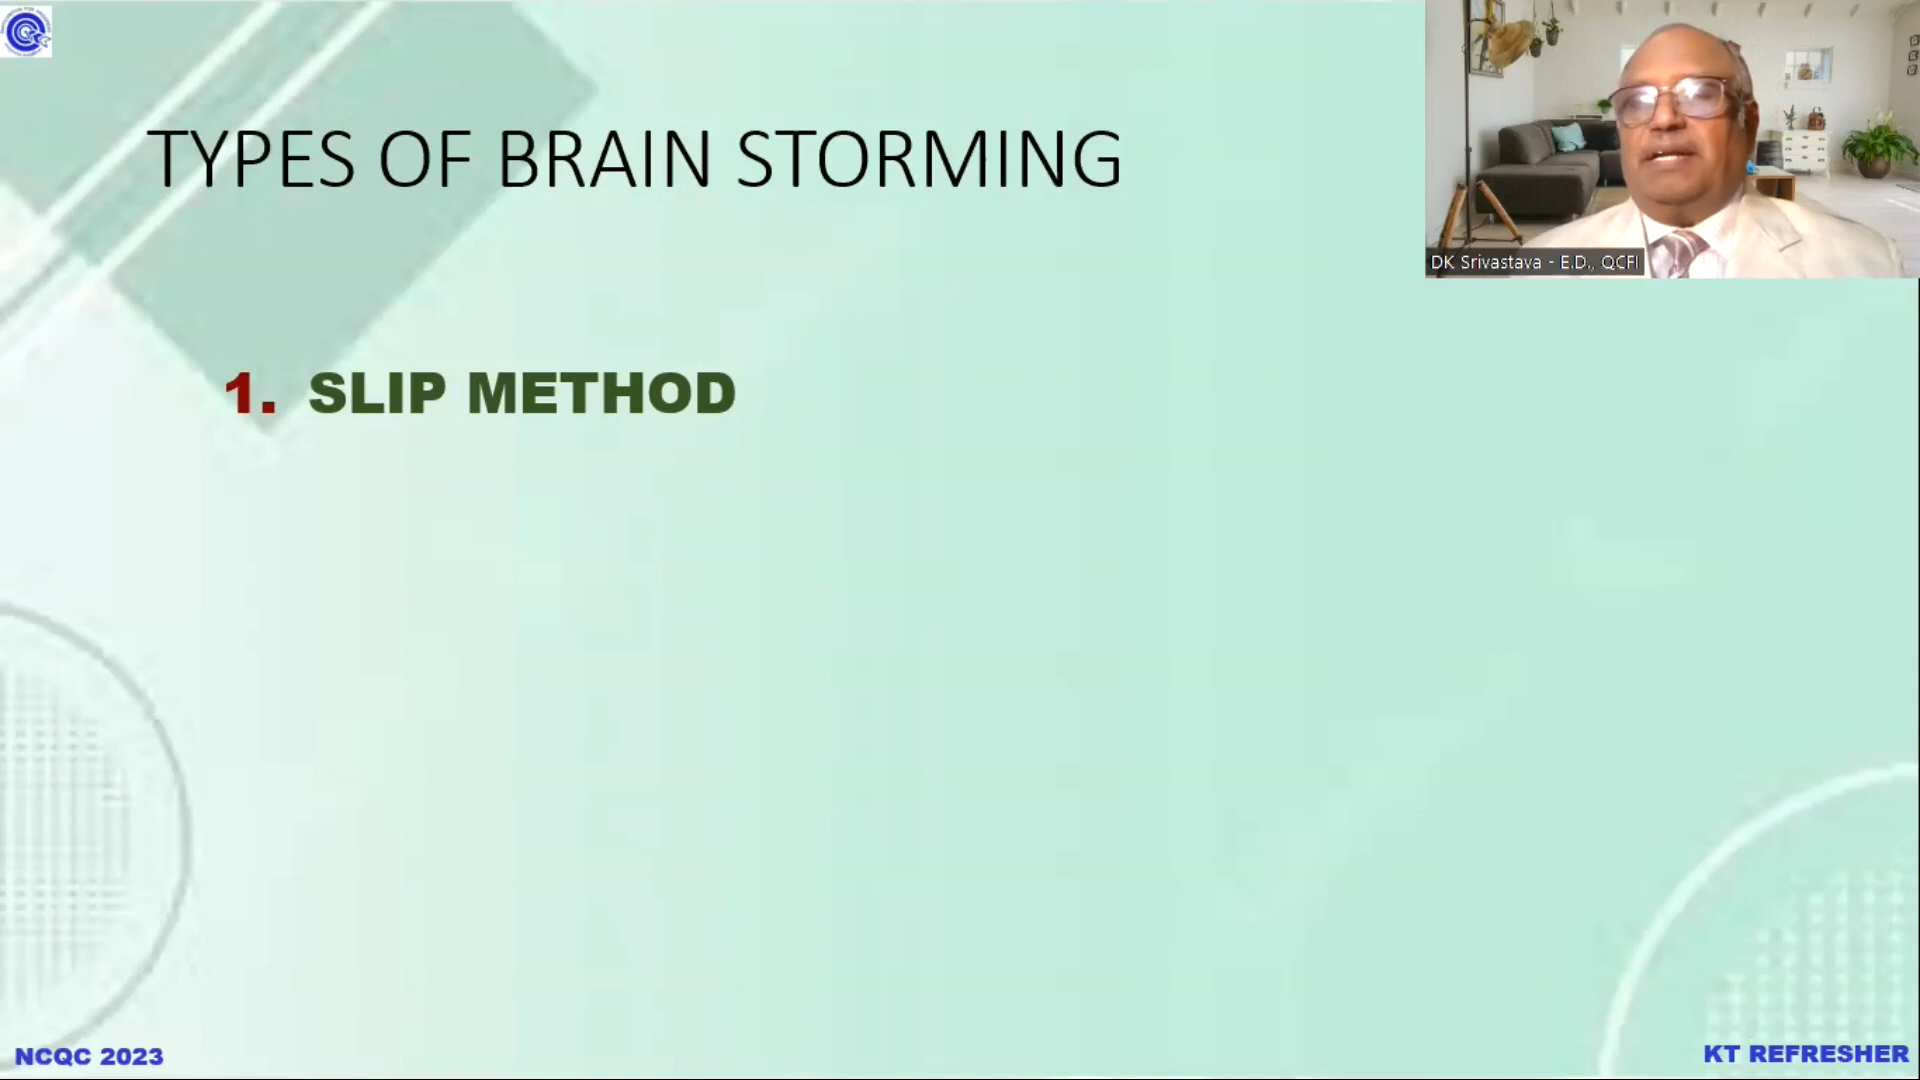 TYPES OF BRAIN STORMING
DK Srivastava - E.D., QCFI
1. SLIP METHOD
NCQC 2023
KT REFRESHER